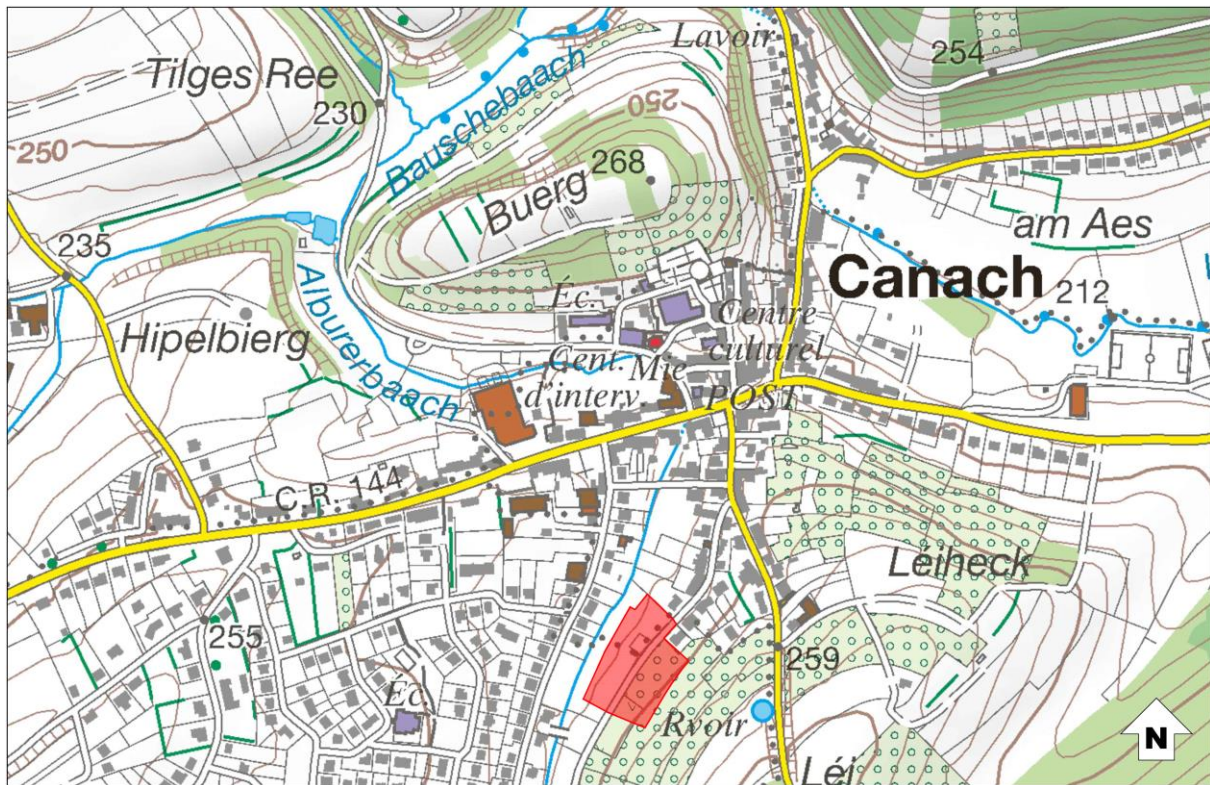 Lavoir
254
Tilges Ree
230
250
Bauschebaach
250
268
Buerg
am Aes
235
Canach
212
Alburerbaach
Hipelbierg
Éc.
Centre
culturel
Cent.
Mie
d'interv.
POST
C.R. 144
Léiheck
255
259
Éc.
Rvoir
Léi
N